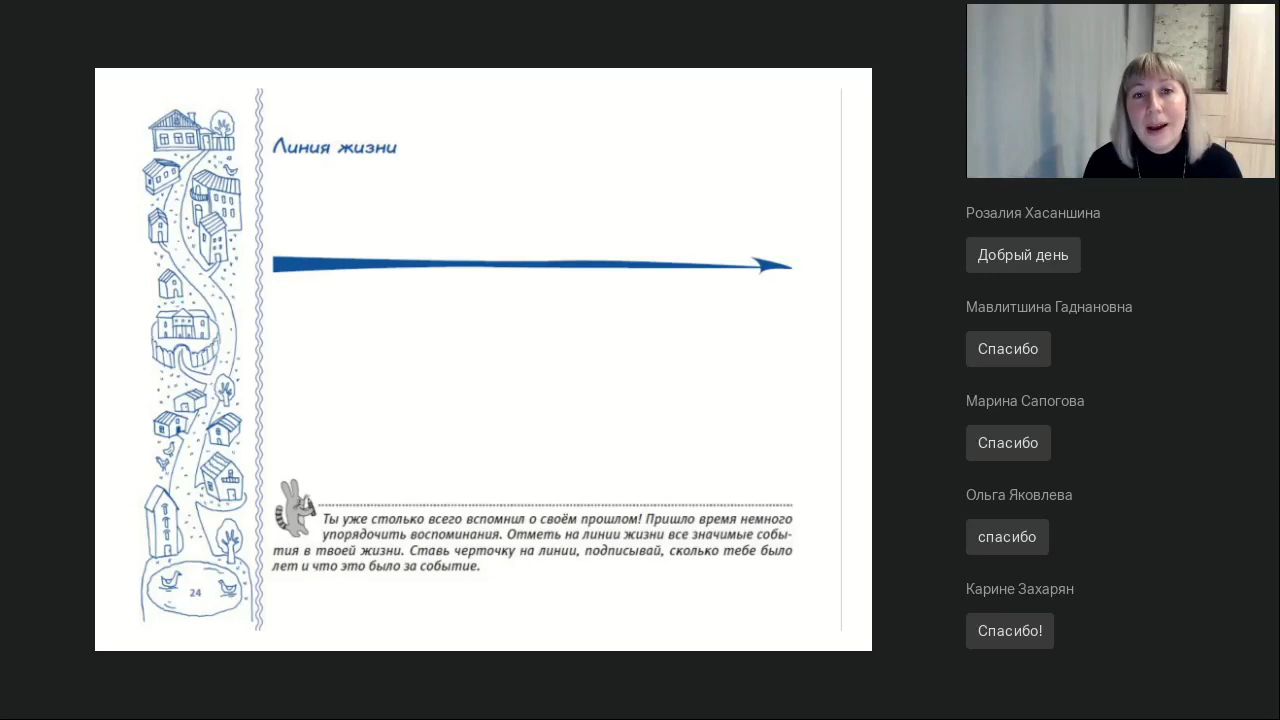 Линия жизни
Ты уже столько всего вспомнил о своём прошлом! Пришло время немного
упорядочить воспоминания. Отметь на линии жизни все значимые собы-
тия в твоей жизни. Ставь черточку на линии, подписывай, сколько тебе было
лет и что это было за событие.
24
Розалия Хасаншина
Добрый день
Мавлитшина Гаднановна
Спасибо
Марина Сапогова
Спасибо
Ольга Яковлева
спасибо
Карине Захарян
Спасибо!